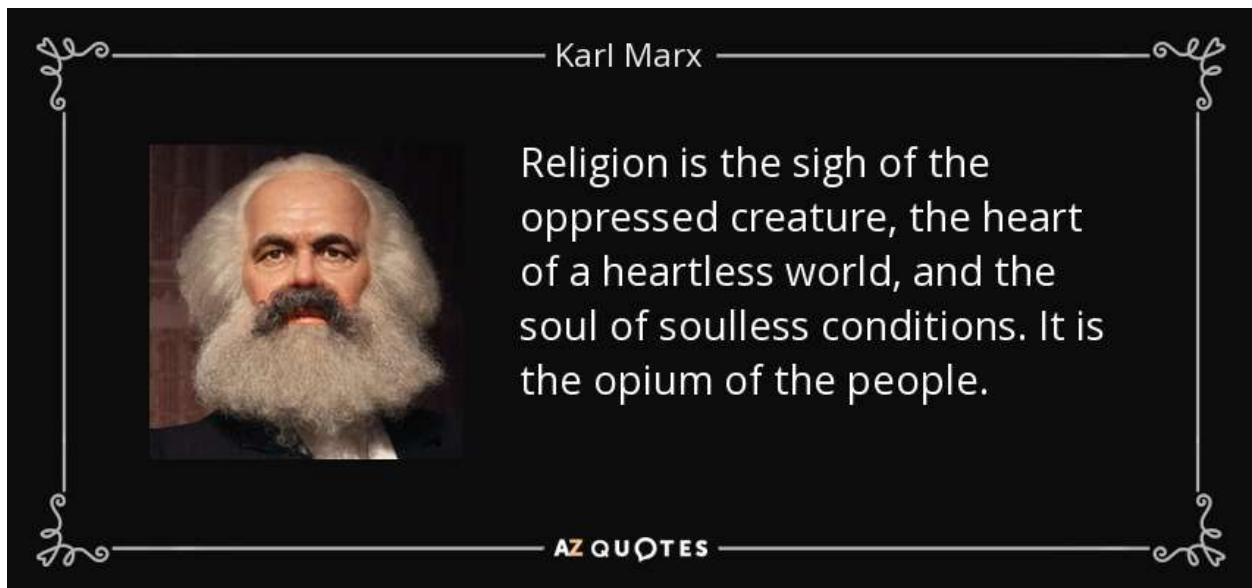 Karl Marx
Religion is the sigh of the
oppressed creature, the heart
of a heartless world, and the
soul of soulless conditions. It is
the opium of the people.
AZ QUOTES